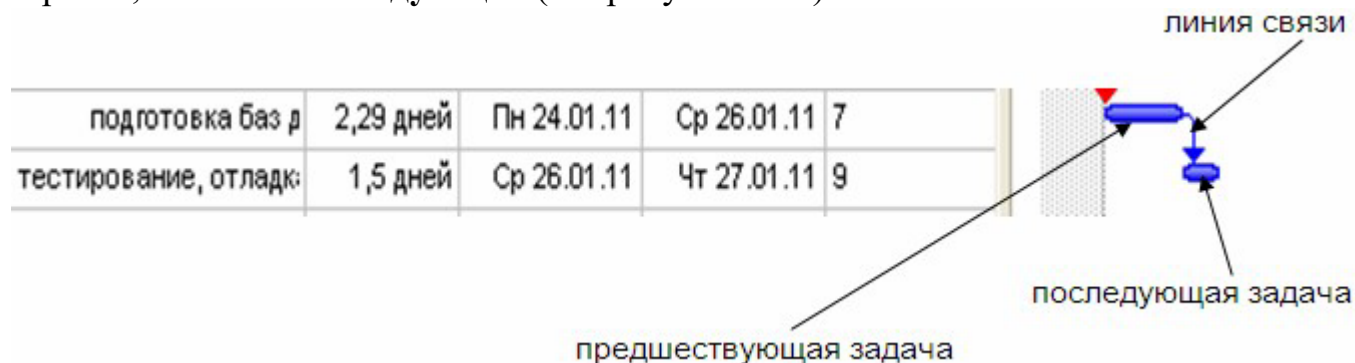 линия связи
подготовка баз д 2,29 дней Пн 24.01.11 Ср 26.01.11 7
тестирование, отладк 1,5 дней Ср 26.01.11 Чт 27.01.11 9
последующая задача
предшествующая задача